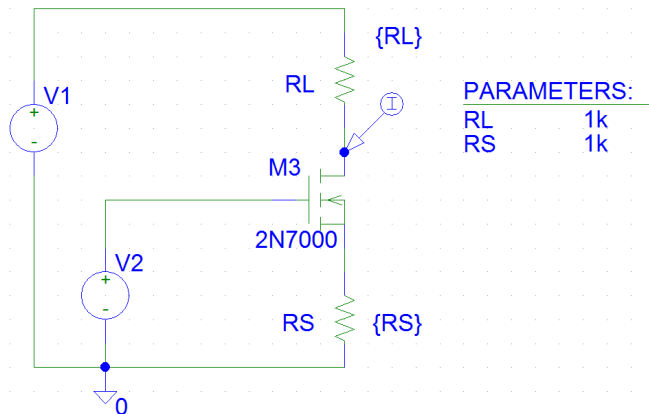 {RL}
RL
V1
+
-
I
PARAMETERS:
RL 1k
RS 1k
M3
2N7000
V2
+
-
RS
{RS}
0